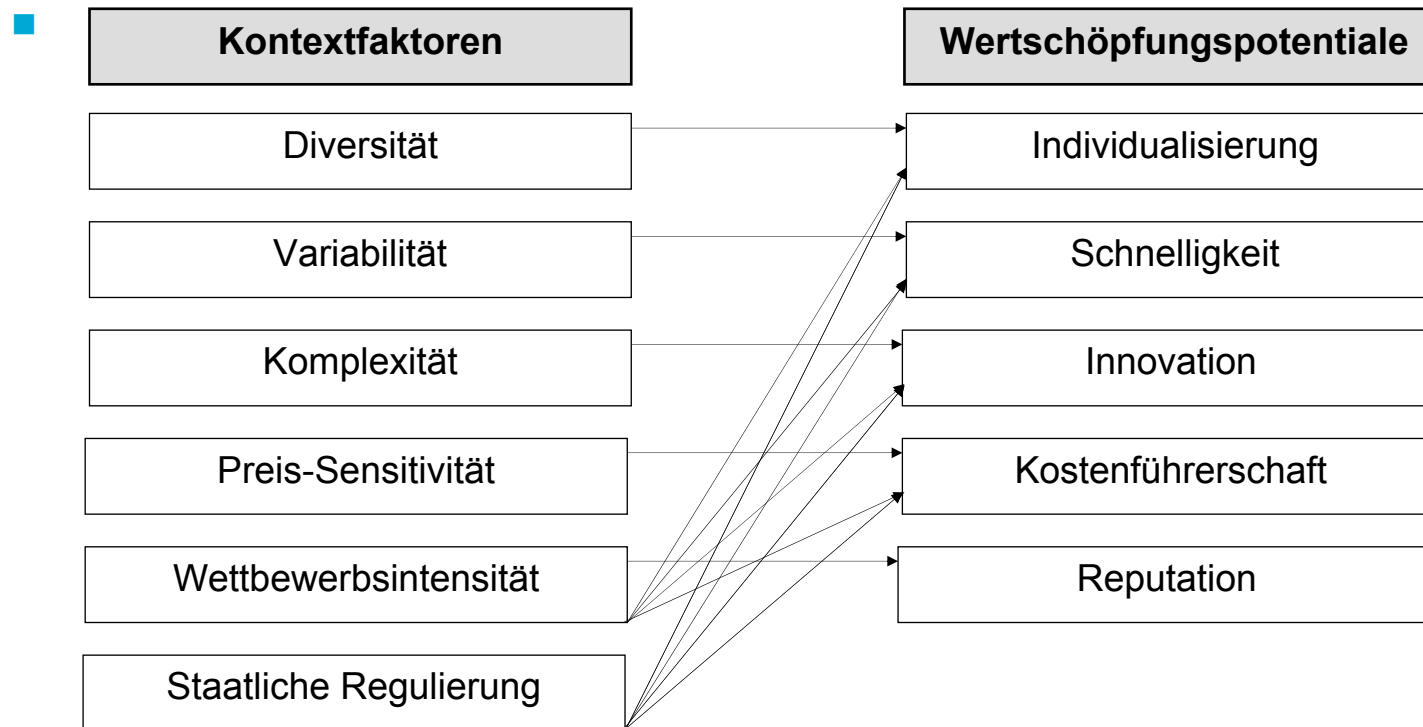 Kontextfaktoren
Wertschöpfungspotentiale
Diversität
Individualisierung
Variabilität
Schnelligkeit
Komplexität
Innovation
Preis-Sensitivität
Kostenführerschaft
Wettbewerbsintensität
Reputation
Staatliche Regulierung